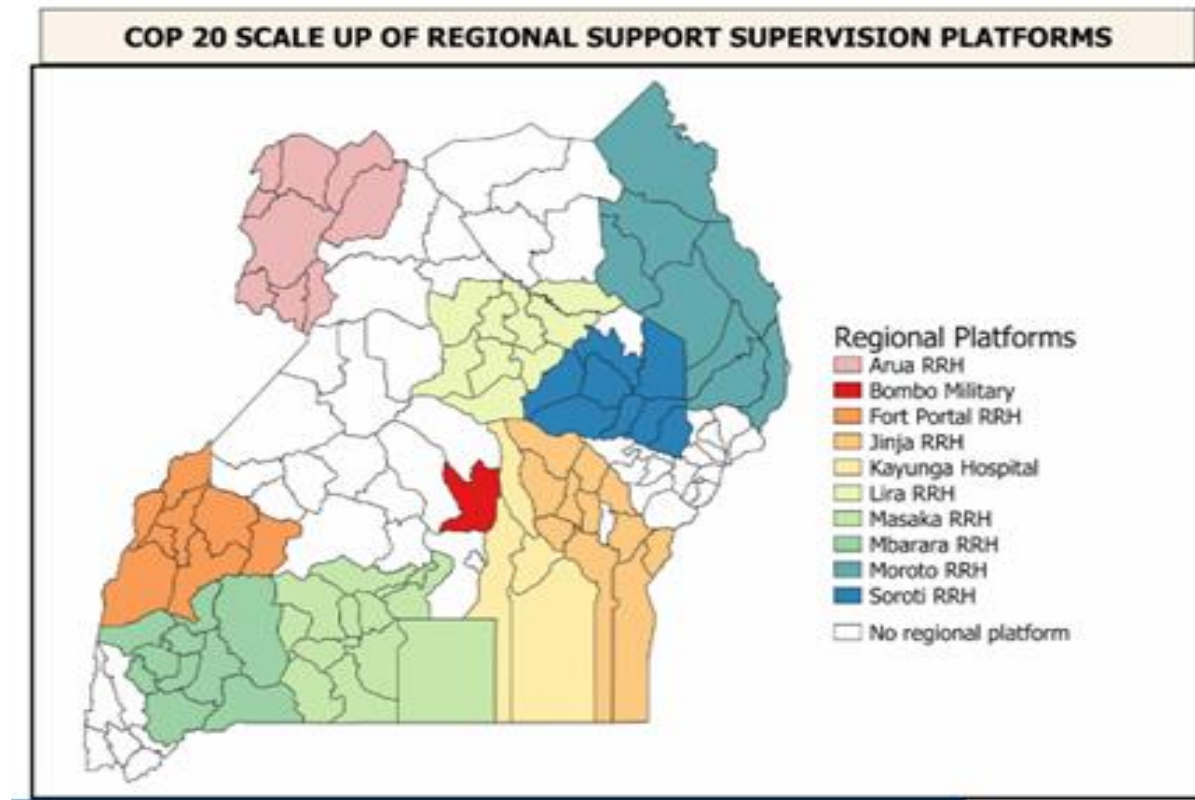 COP 20 SCALE UP OF REGIONAL SUPPORT SUPERVISION PLATFORMS
Regional Platforms
Arua RRH
Bombo Military
Fort Portal RRH
Jinja RRH
Kayunga Hospital
Lira RRH
Masaka RRH
Mbarara RRH
Moroto RRH
Soroti RRH
No regional platform